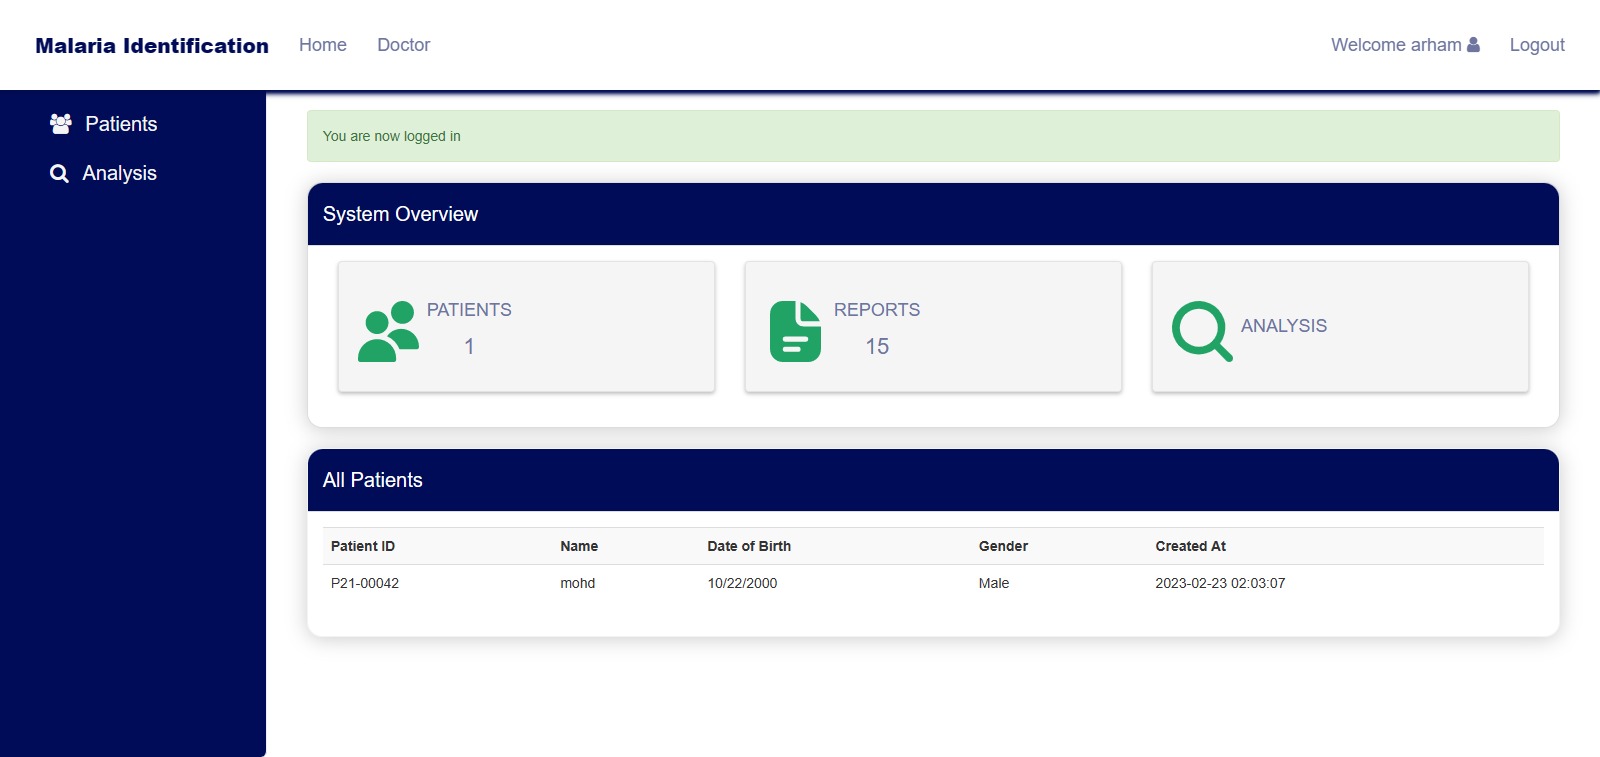 Malaria Identification Home Doctor Welcome arham Logout
Patients
Analysis
You are now logged in
System Overview
PATIENTS
1
REPORTS
15
ANALYSIS
All Patients
Patient ID Name Date of Birth Gender Created At
P21-00042 mohd 10/22/2000 Male 2023-02-23 02:03:07